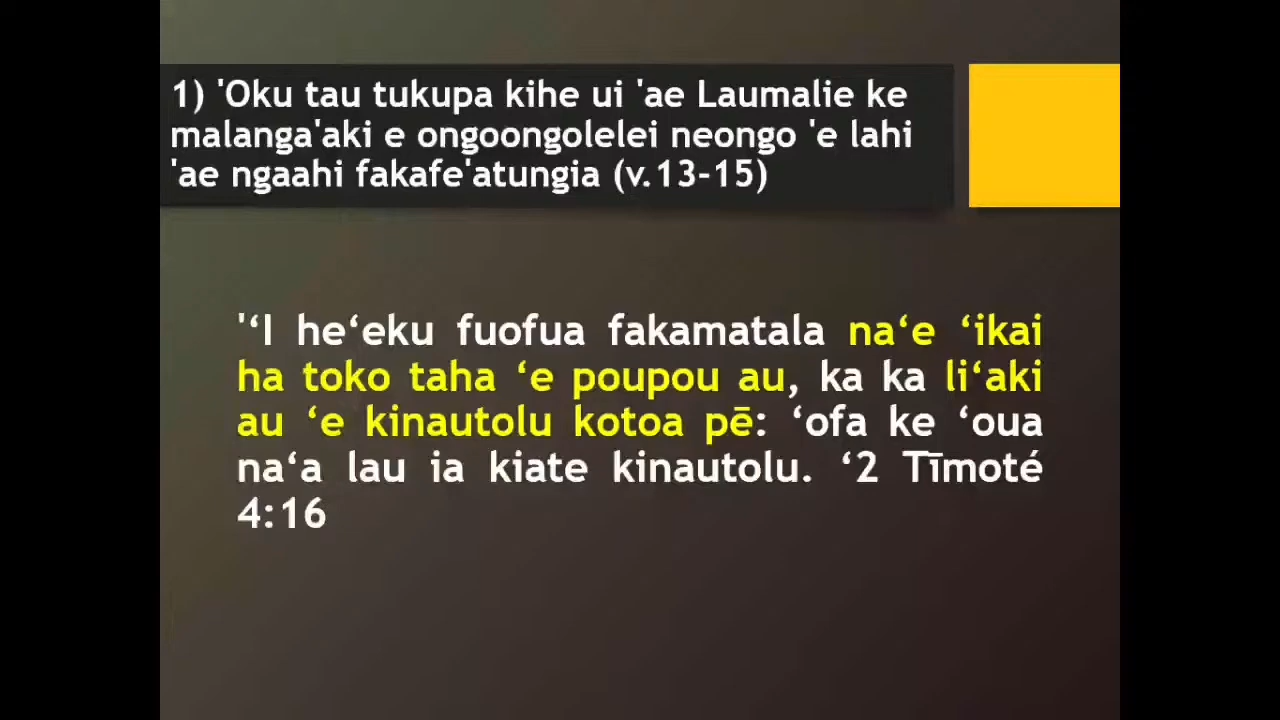 1) 'Oku tau tukupa kihe ui 'ae Laumalie ke
malanga'aki e ongoongolelei neongo 'e lahi
'ae ngaahi fakafe'atungia (v.13-15)
'‘I he‘eku fuofua fakamatala na‘e ‘ikai
ha toko taha ‘e poupou au, ka ka li‘aki
au ‘e kinautolu kotoa pē: ‘ofa ke ‘oua
na‘a lau ia kiate kinautolu. ‘2 Tīmoté
4:16